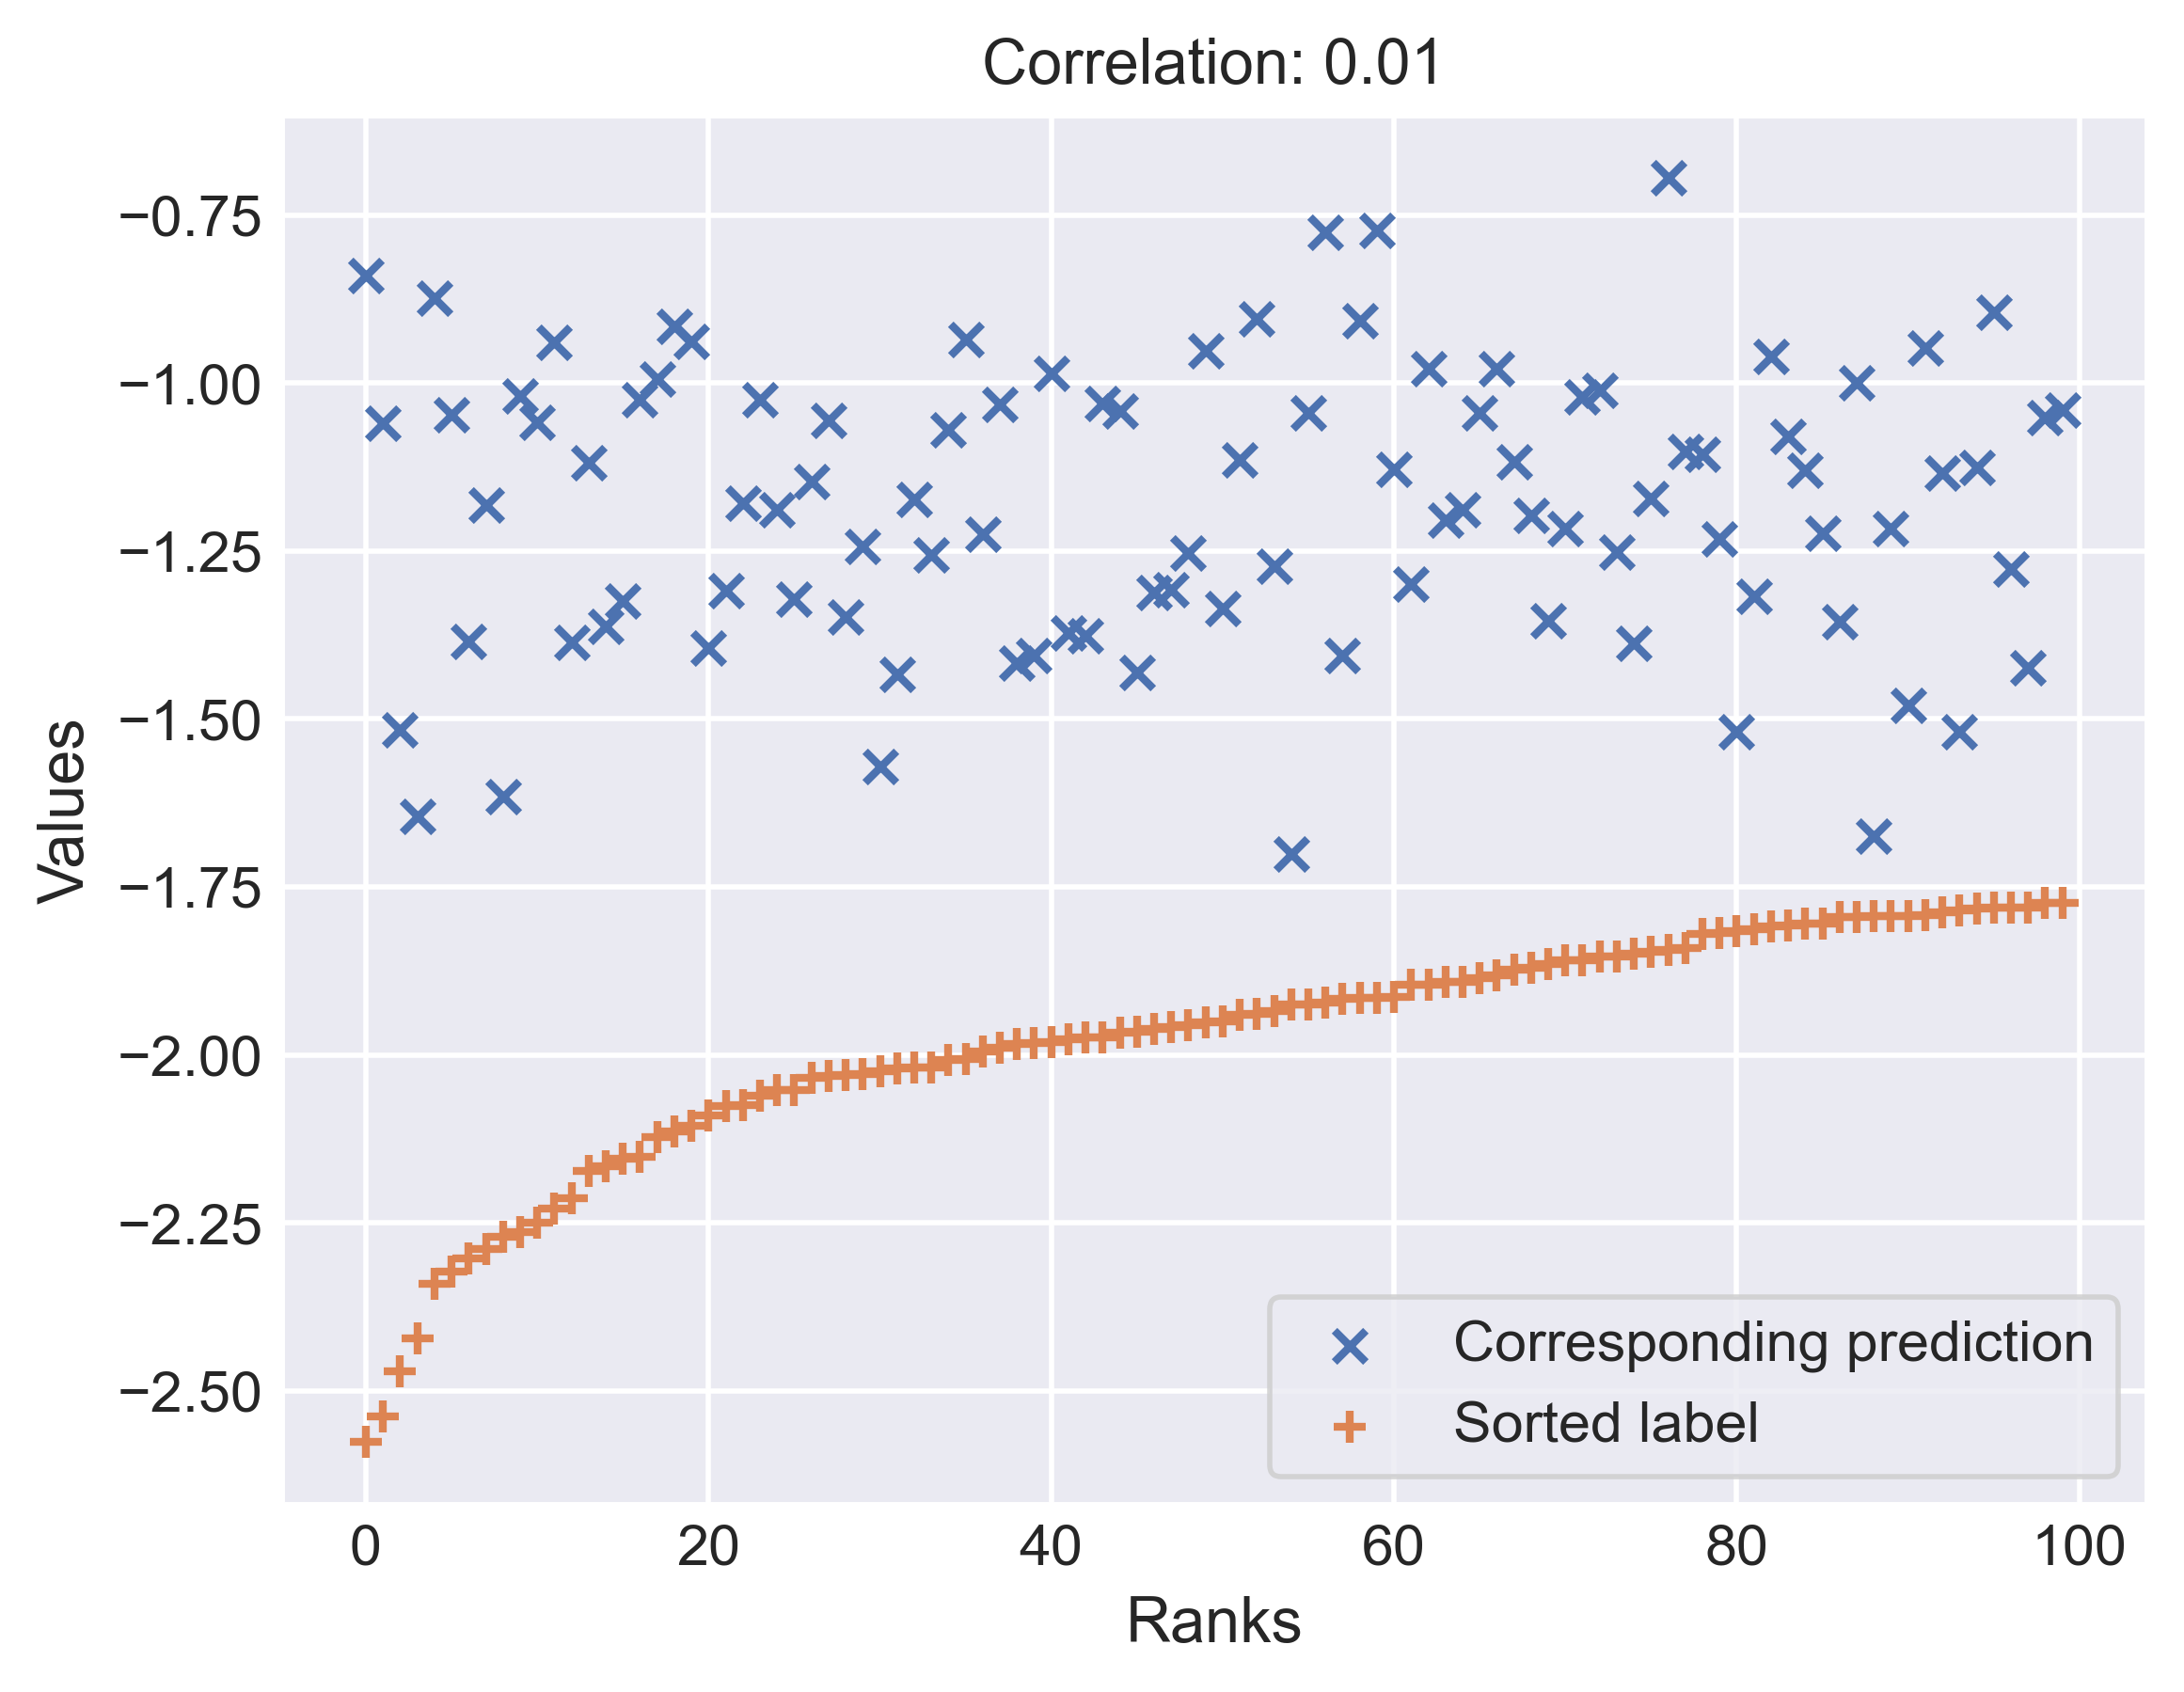 Correlation: 0.01
−0.75
−1.00
−1.25
−1.50
−1.75
−2.00
−2.25
−2.50
Values
Corresponding prediction
Sorted label
0 20 40 60 80 100
Ranks